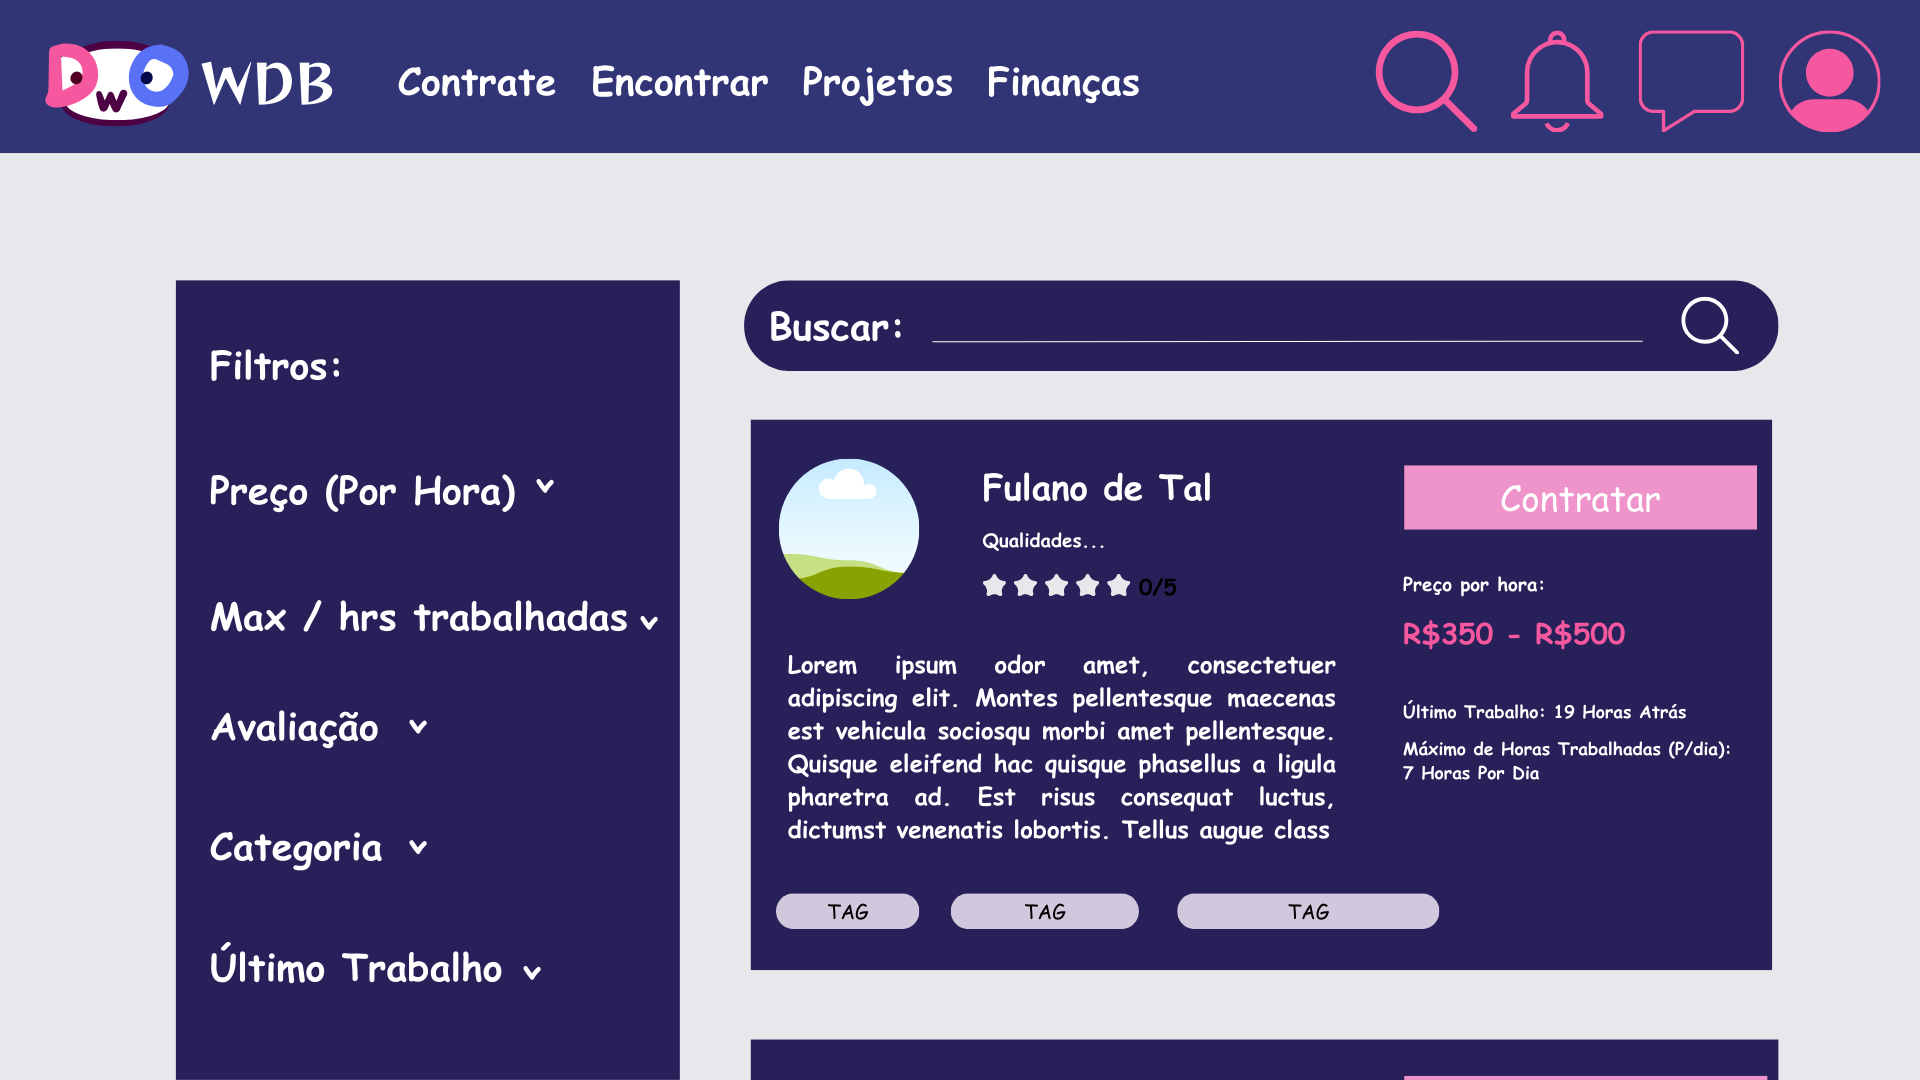 WDB
Contrate Encontrar Projetos Finanças
Filtros:
Preço (Por Hora)
Max / hrs trabalhadas
Avaliação
Categoria
Último Trabalho
Buscar:
Fulano de Tal
Qualidades...
0/5
Lorem ipsum odor amet, consectetuer
adipiscing elit. Montes pellentesque maecenas
est vehicula sociosqu morbi amet pellentesque.
Quisque eleifend hac quisque phasellus a ligula
pharetra ad. Est risus consequat luctus,
dictumst venenatis lobortis. Tellus augue class
TAG TAG TAG
Contratar
Preço por hora:
R$350 - R$500
Último Trabalho: 19 Horas Atrás
Máximo de Horas Trabalhadas (P/dia):
7 Horas Por Dia